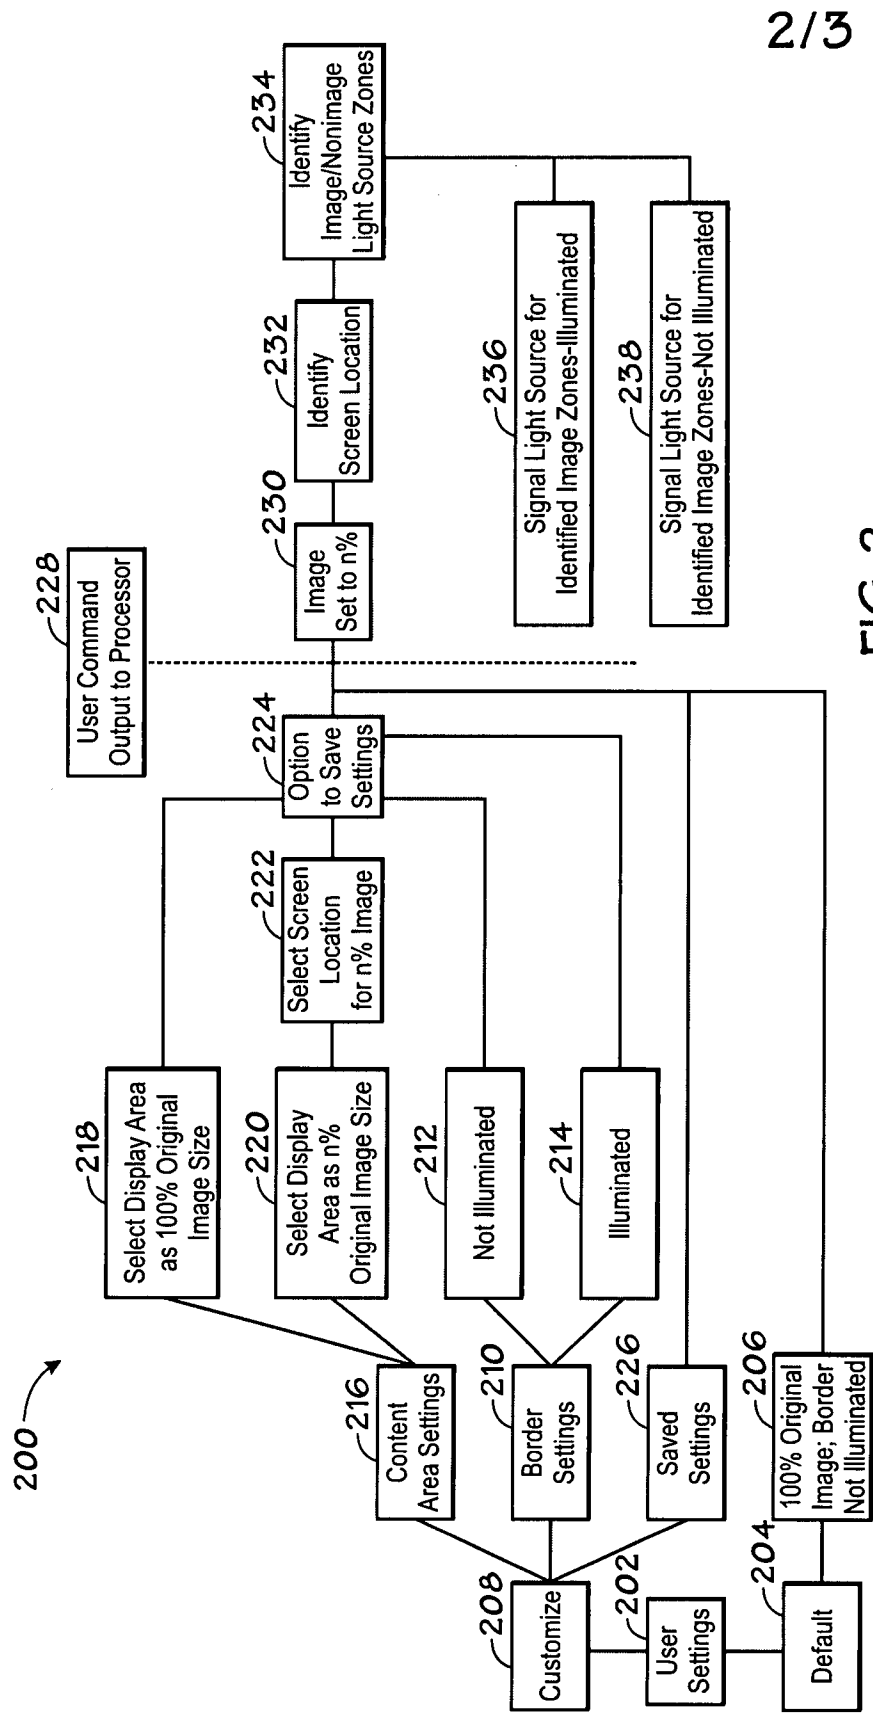 2/3
200
User Command
Output to Processor
228
Select Display Area
as 100% Original
Image Size
218
Select Display
Area as n%
Original Image Size
220
Select Screen
Location
for n% Image
222
Option
to Save
Settings
224
Image
Set to n%
230
Identify
Screen Location
232
Identify
Image/Nonimage
Light Source Zones
234
Content
Area Settings
216
Not Illuminated
212
Illuminated
214
Border
Settings
210
Saved
Settings
226
100% Original
Image; Border
Not Illuminated
206
Customize
208
User
Settings
202
Default
204
Signal Light Source for
Identified Image Zones-Illuminated
236
Signal Light Source for
Identified Image Zones-Not Illuminated
238
FIG. 2